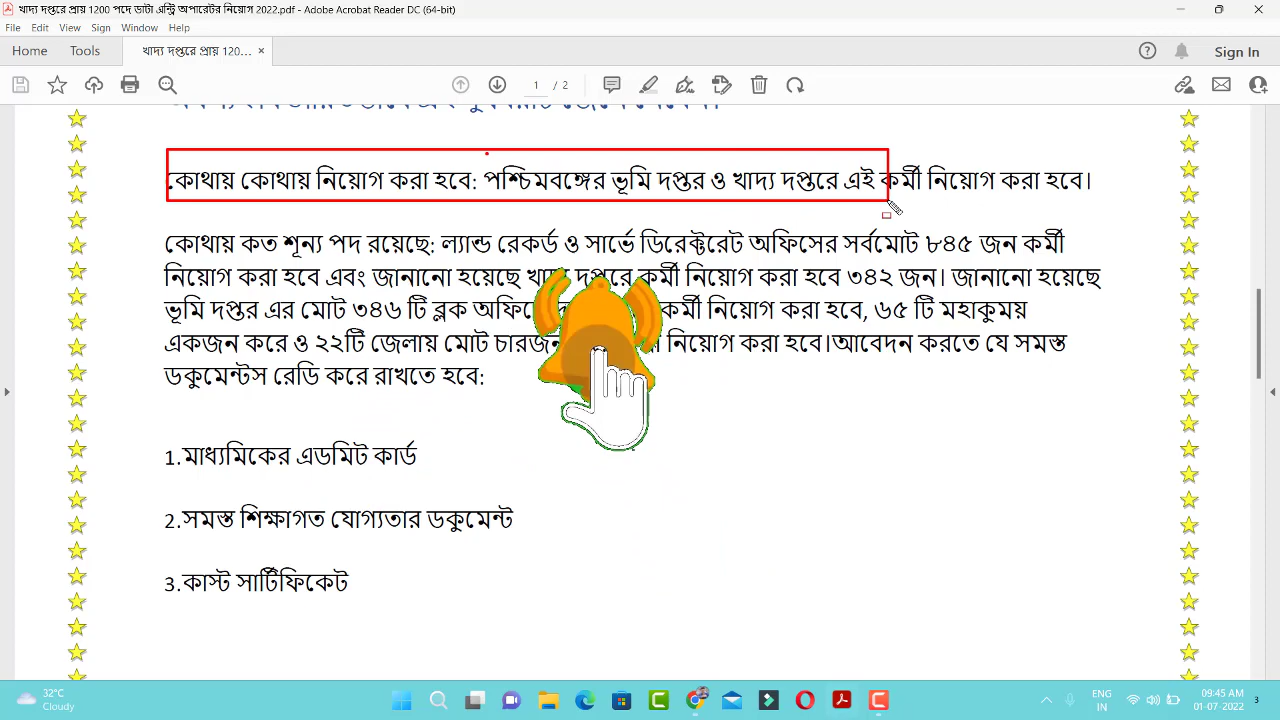 খাদ্য দপ্তরে প্রায় 1200 পদে ডাটা এন্ট্রি অপারেটর নিয়োগ 2022.pdf - Adobe Acrobat Reader DC (64-bit)
File Edit View Sign Window Help
Home Tools খাদ্য দপ্তরে প্রায় 120... × Sign In
1 / 2
কোথায় কোথায় নিয়োগ করা হবে: পশ্চিমবঙ্গের ভূমি দপ্তর ও খাদ্য দপ্তরে এই কর্মী নিয়োগ করা হবে।
কোথায় কত শূন্য পদ রয়েছে: ল্যান্ড রেকর্ড ও সার্ভে ডিরেক্টরেট অফিসের সর্বমোট ৮৪৫ জন কর্মী
নিয়োগ করা হবে এবং জানানো হয়েছে খাদ্য দপ্তরে কর্মী নিয়োগ করা হবে ৩৪২ জন। জানানো হয়েছে
ভূমি দপ্তর এর মোট ৩৪৬ টি ব্লক কর্মী নিয়োগ করা হবে, ৬৫ টি মহাকুময়
একজন করে ও ২২টি জেলায় মোট চারজন নিয়োগ করা হবে।আবেদন করতে যে সমস্ত
ডকুমেন্টস রেডি করে রাখতে হবে:
1.মাধ্যমিকের এডমিট কার্ড
2.সমস্ত শিক্ষাগত যোগ্যতার ডকুমেন্ট
3.কাস্ট সার্টিফিকেট
32°C
Cloudy
ENG
IN
09:45 AM
01-07-2022
3